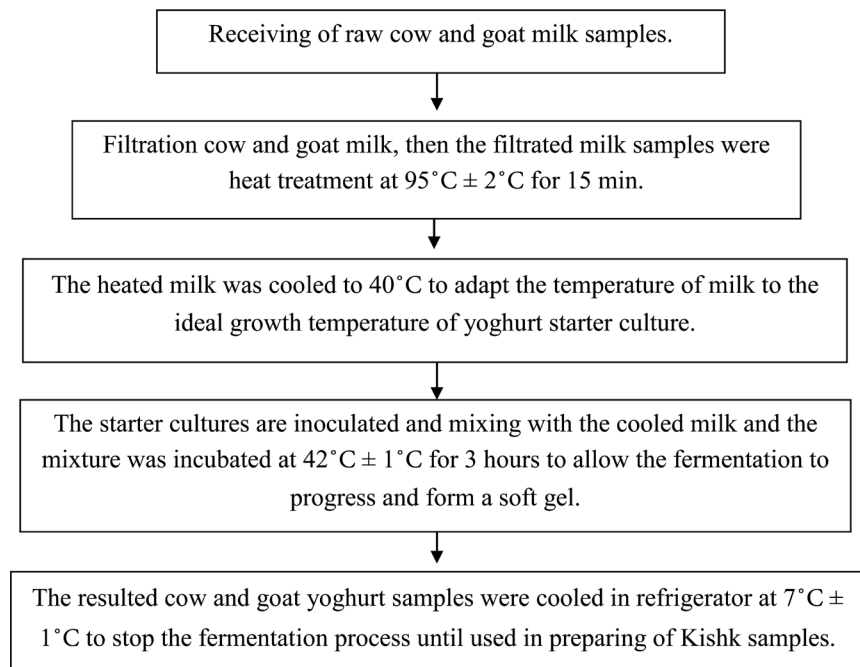 Receiving of raw cow and goat milk samples.
Filtration cow and goat milk, then the filtrated milk samples were
heat treatment at 95˚C ± 2˚C for 15 min.
The heated milk was cooled to 40˚C to adapt the temperature of milk to the
ideal growth temperature of yoghurt starter culture.
The starter cultures are inoculated and mixing with the cooled milk and the
mixture was incubated at 42˚C ± 1˚C for 3 hours to allow the fermentation to
progress and form a soft gel.
The resulted cow and goat yoghurt samples were cooled in refrigerator at 7˚C ±
1˚C to stop the fermentation process until used in preparing of Kishk samples.